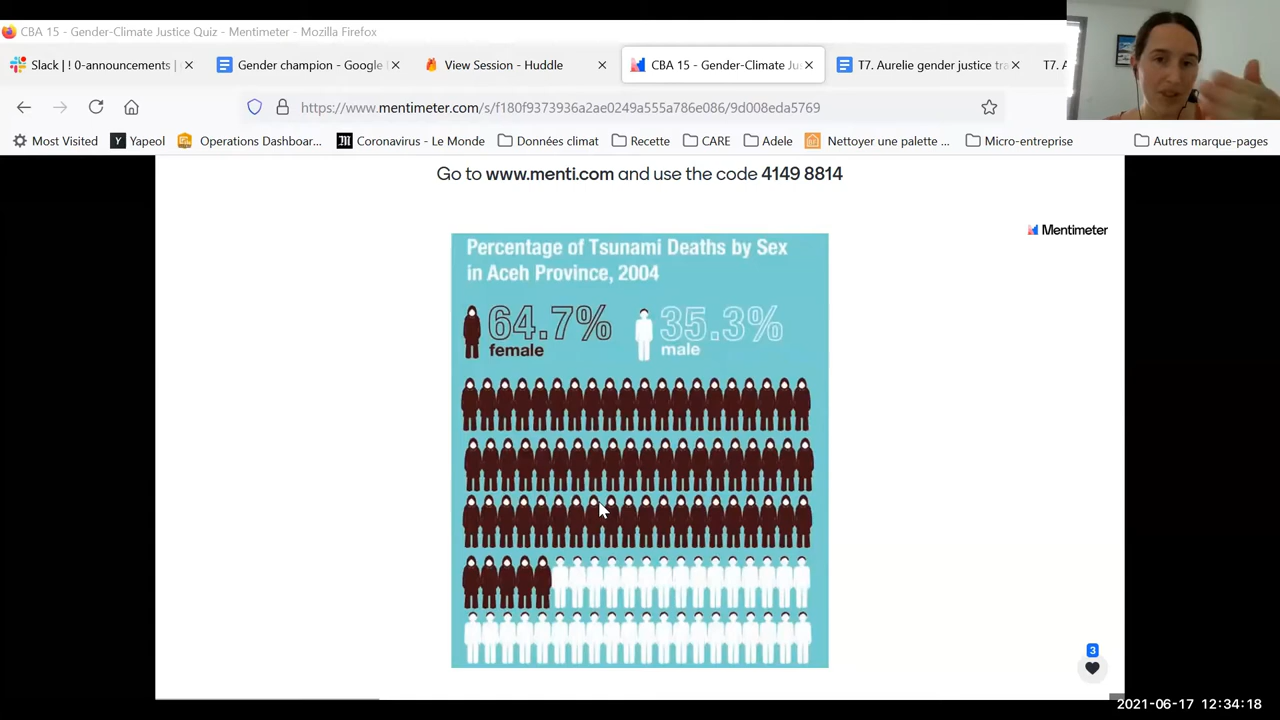 CBA 15 - Gender-Climate Justice Quiz - Mentimeter - Mozilla Firefox
Slack | ! 0-announcements |
Gender champion - Google
View Session - Huddle
CBA 15 - Gender-Climate Ju
T7. Aurelie gender justice tra
T7. A
https://www.mentimeter.com/s/f180f9373936a2ae0249a555a786e086/9d008eda5769
Most Visited
Yapeol
Operations Dashboar...
Coronavirus - Le Monde
Données climat
Recette
CARE
Adele
Nettoyer une palette ...
Micro-entreprise
Autres marque-pages
Go to www.menti.com and use the code 4149 8814
Mentimeter
Percentage of Tsunami Deaths by Sex
in Aceh Province, 2004
64.7% 35.3%
female male
3
2021-06-17 12:34:18